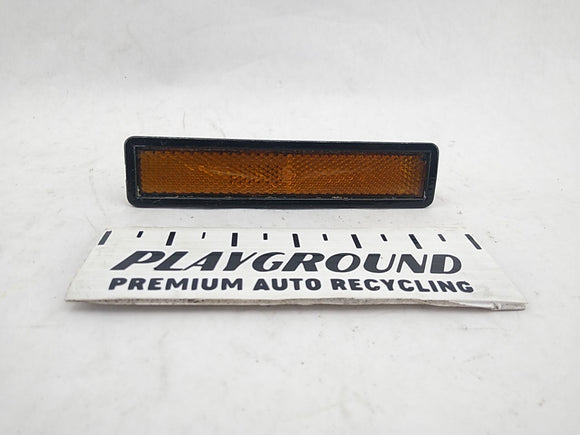 PLAYGROUND
PREMIUM AUTO RECYCLING